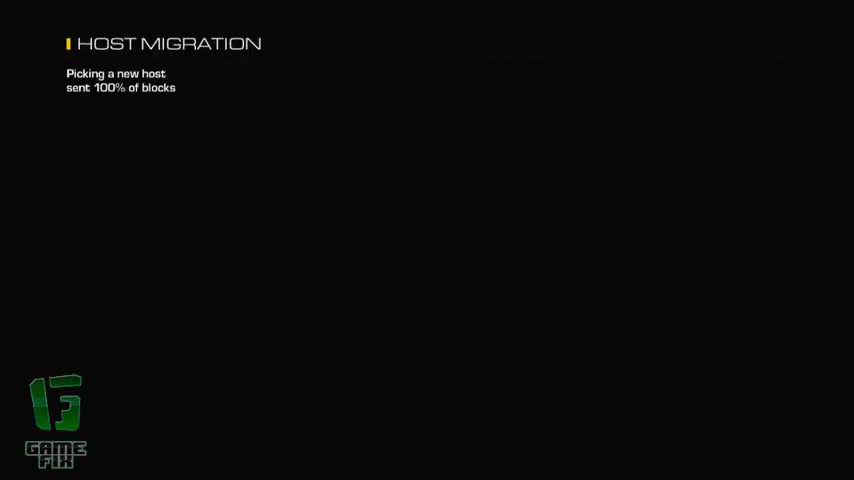 HOST MIGRATION
Picking a new host
sent 100% of blocks
GAME
FIX